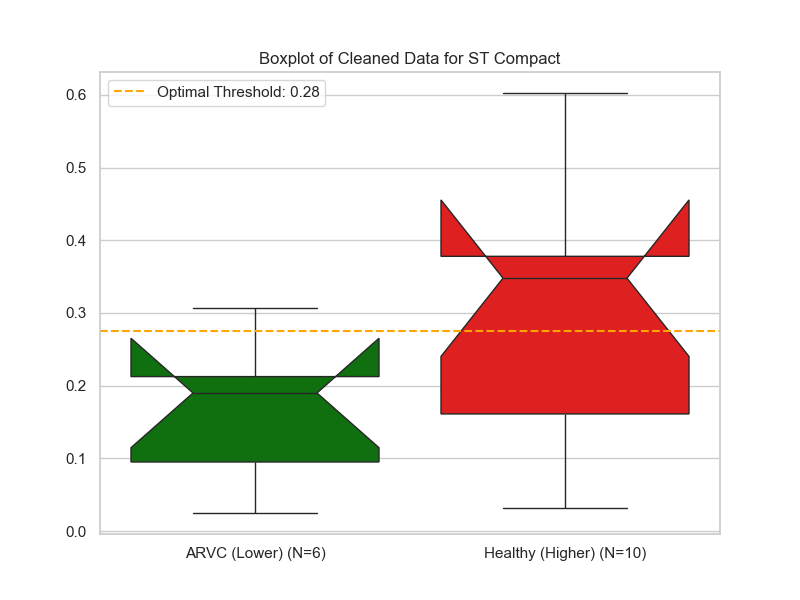 Boxplot of Cleaned Data for ST Compact
Optimal Threshold: 0.28
0.6
0.5
0.4
0.3
0.2
0.1
0.0
ARVC (Lower) (N=6)
Healthy (Higher) (N=10)